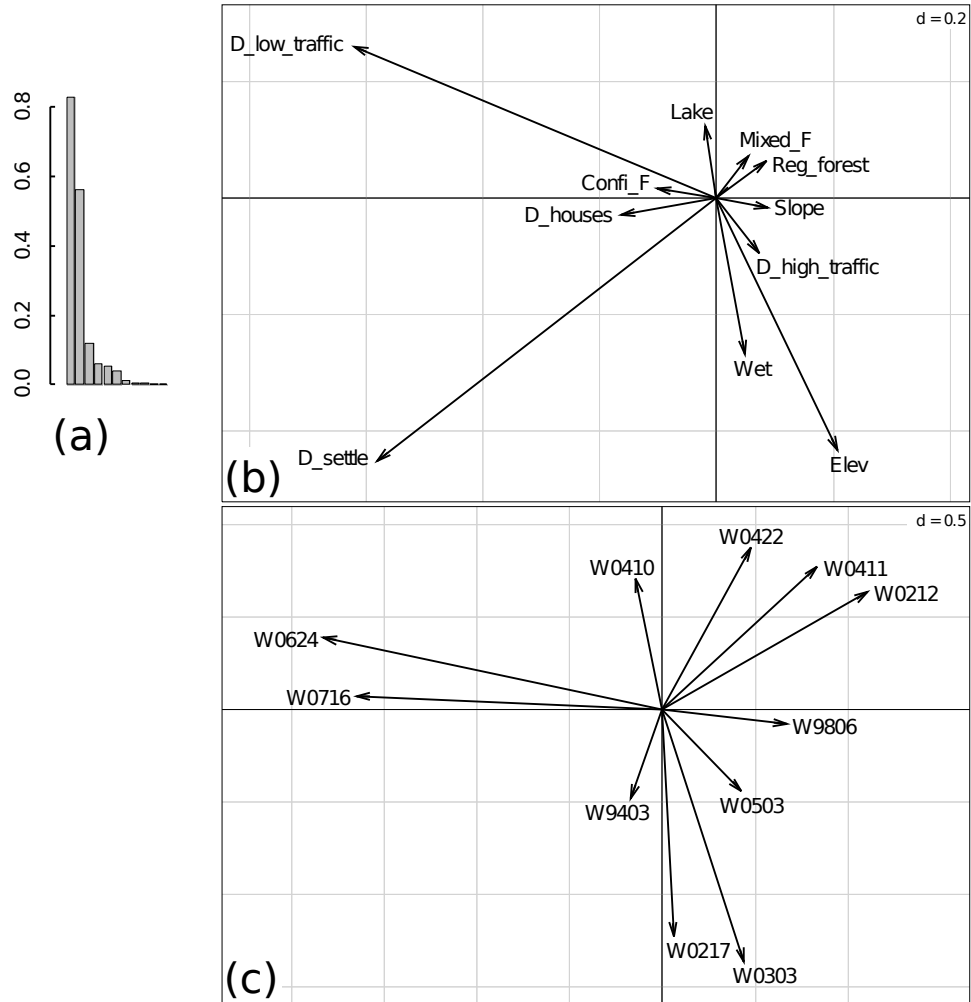 0.8
0.6
0.4
0.2
0.0
(a)
d = 0.2
D_low_traffic
Lake
Mixed_F
Reg_forest
Confi_F
Slope
D_houses
D_high_traffic
Wet
D_settle
Elev
(b)
d = 0.5
W0422
W0410
W0411
W0212
W0624
W0716
W9806
W9403
W0503
W0217
W0303
(c)